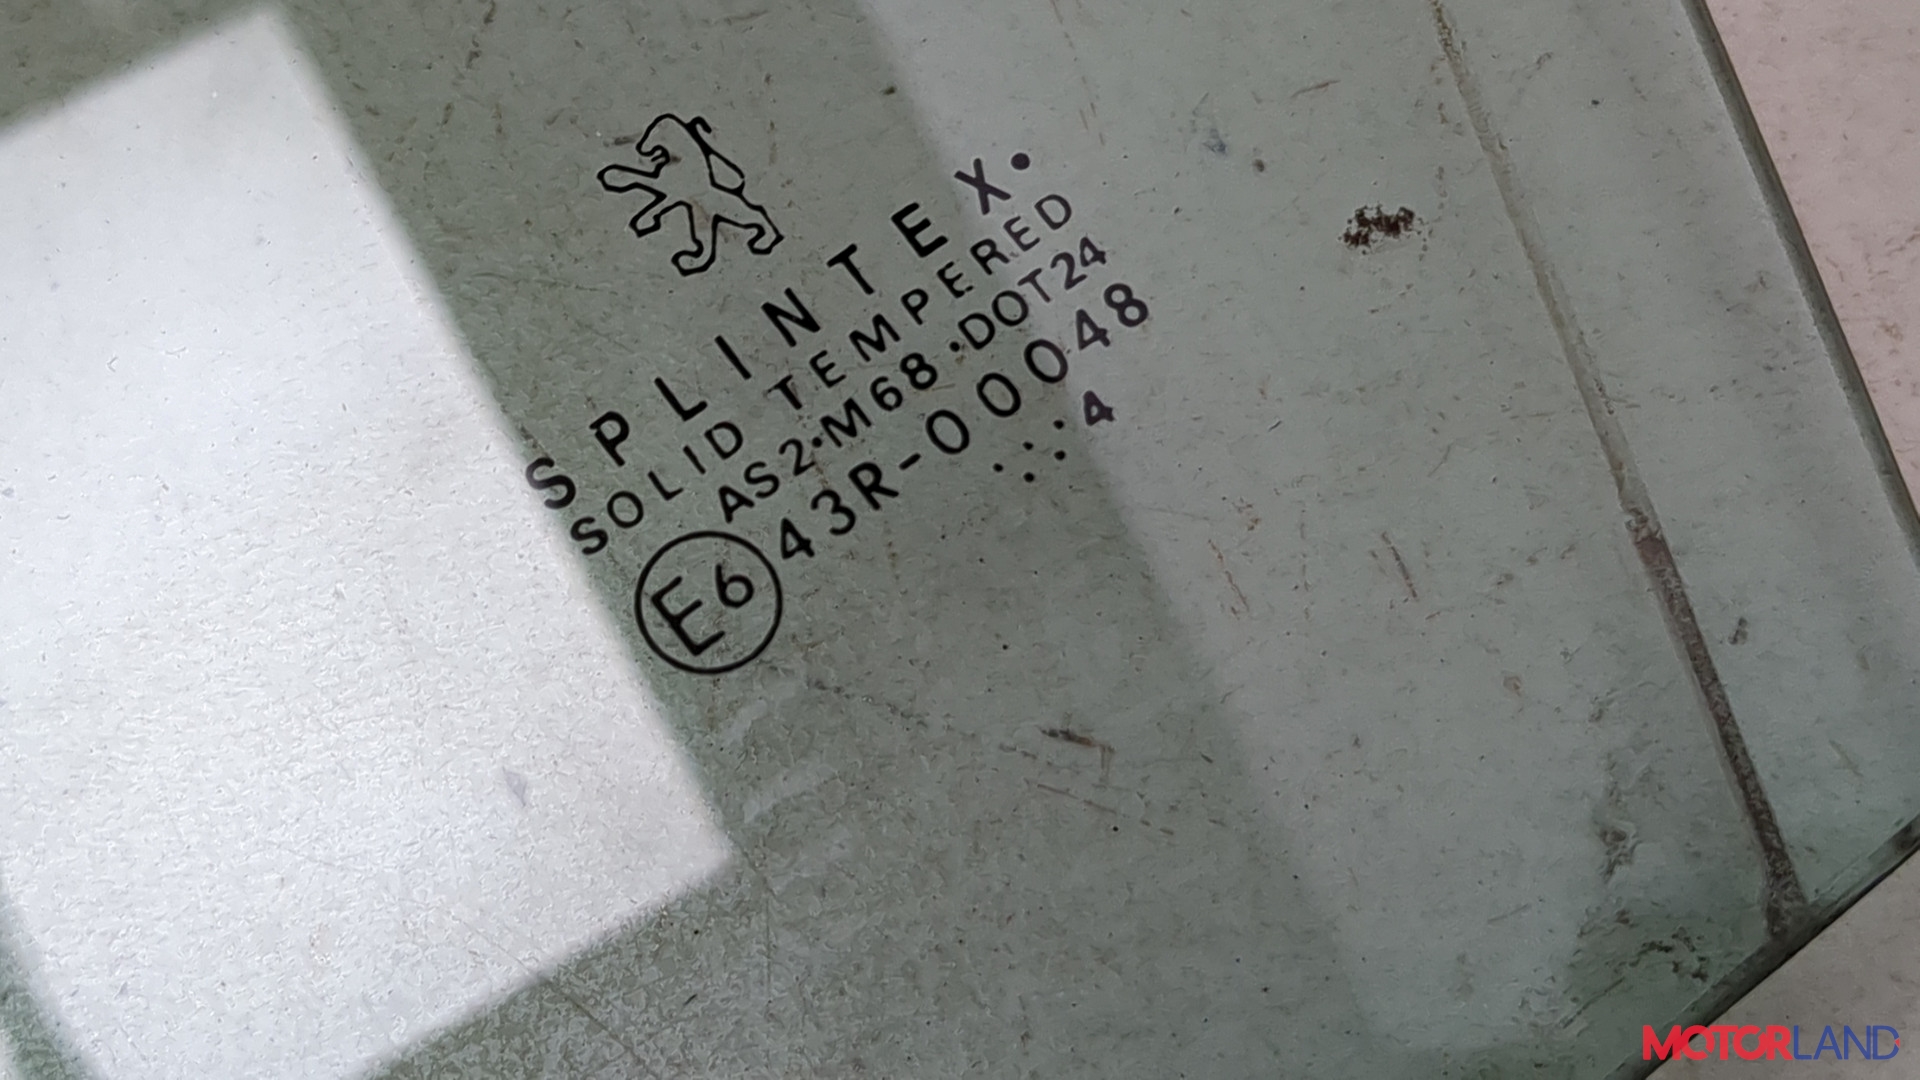 SPLINTEX•
SOLID TEMPERED
AS2•M68•DOT24
E6 43R-00048
.:: 4
MOTORLAND